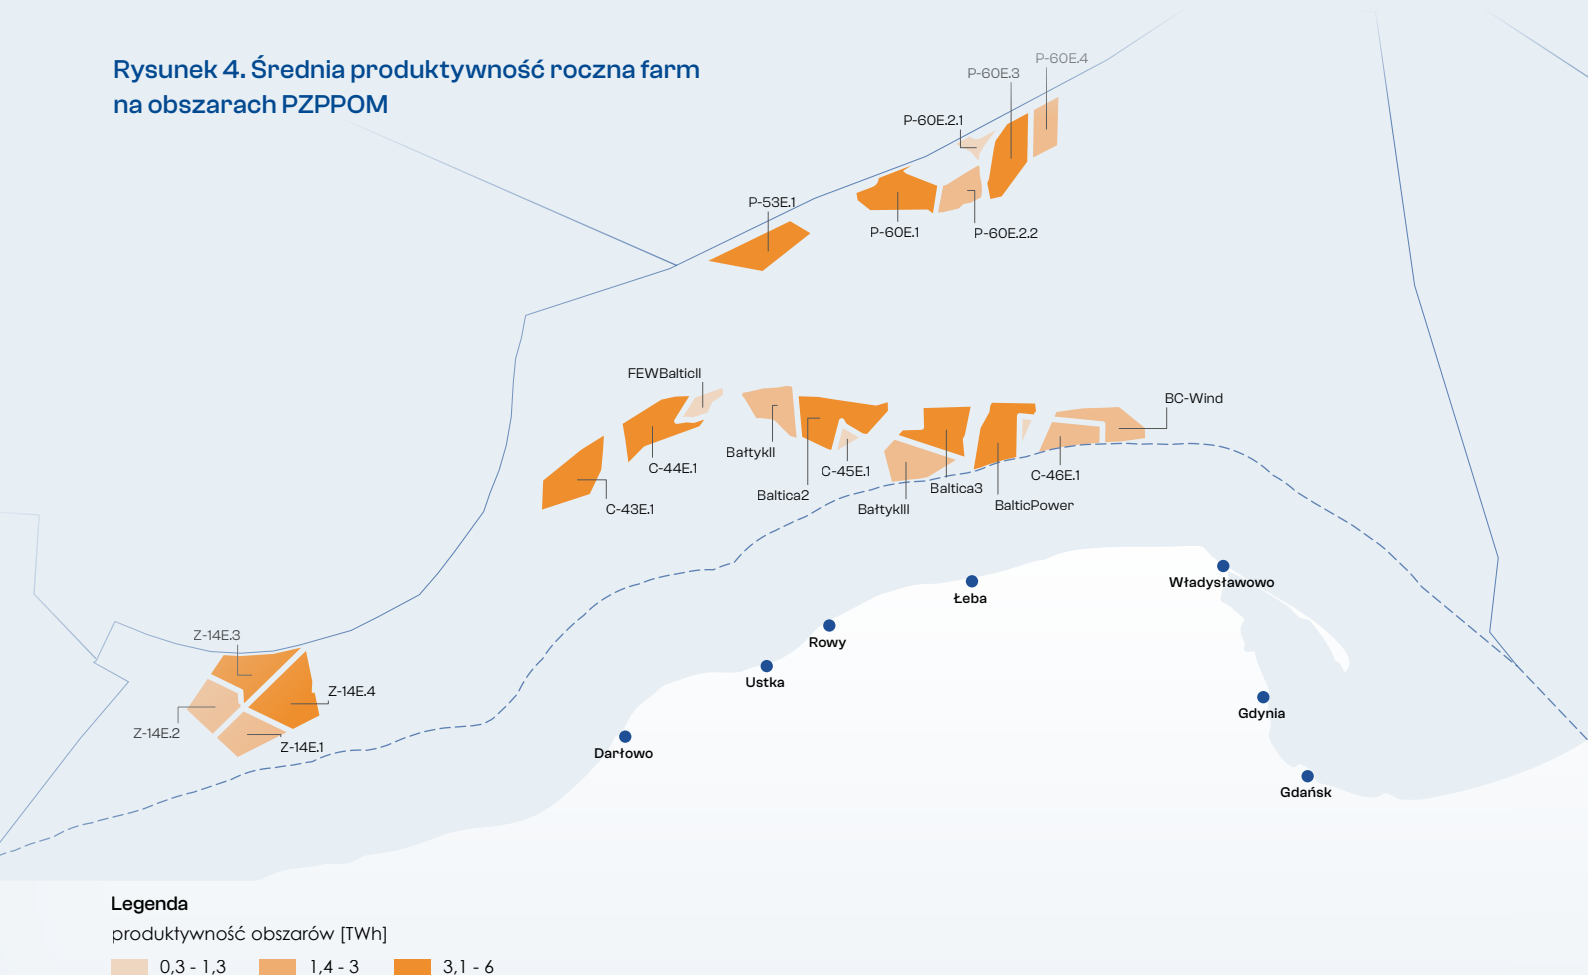 Rysunek 4. Średnia produktywność roczna farm
na obszarach PZPPOM
P-60E.4
P-60E.3
P-60E.2.1
P-53E.1
P-60E.1
P-60E.2.2
FEWBalticII
BC-Wind
BałtykII
C-44E.1
C-45E.1
C-46E.1
Baltica2
Baltica3
C-43E.1
BałtykIII
BalticPower
Władysławowo
Łeba
Rowy
Z-14E.3
Ustka
Z-14E.4
Gdynia
Z-14E.2
Z-14E.1
Darłowo
Gdańsk
Legenda
produktywność obszarów [TWh]
0,3 - 1,3
1,4 - 3
3,1 - 6